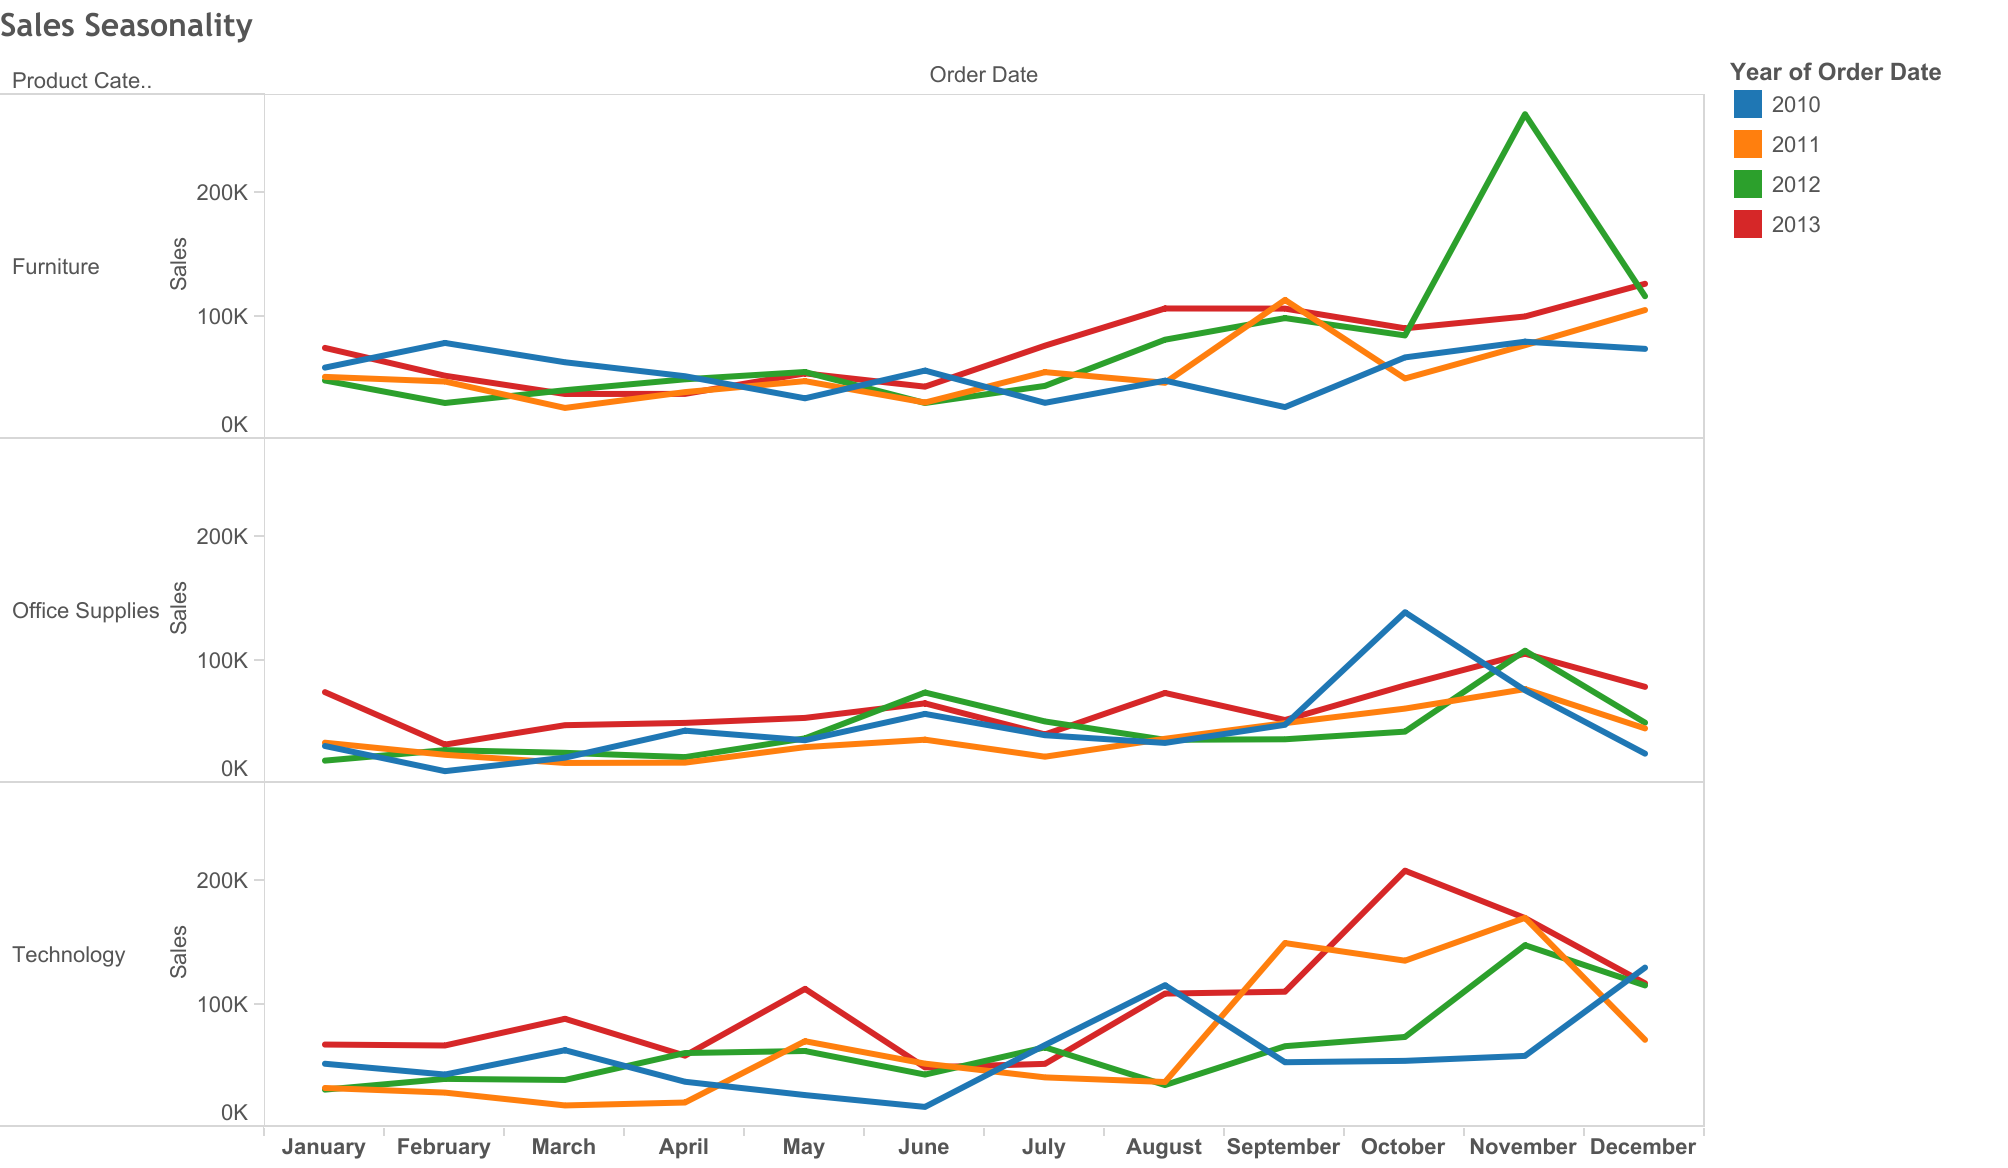 Sales Seasonality
Product Cate..
Order Date
Year of Order Date
2010
2011
2012
2013
Furniture
Sales
200K
100K
0K
Office Supplies
Sales
200K
100K
0K
Technology
Sales
200K
100K
0K
January February March April May June July August September October November December